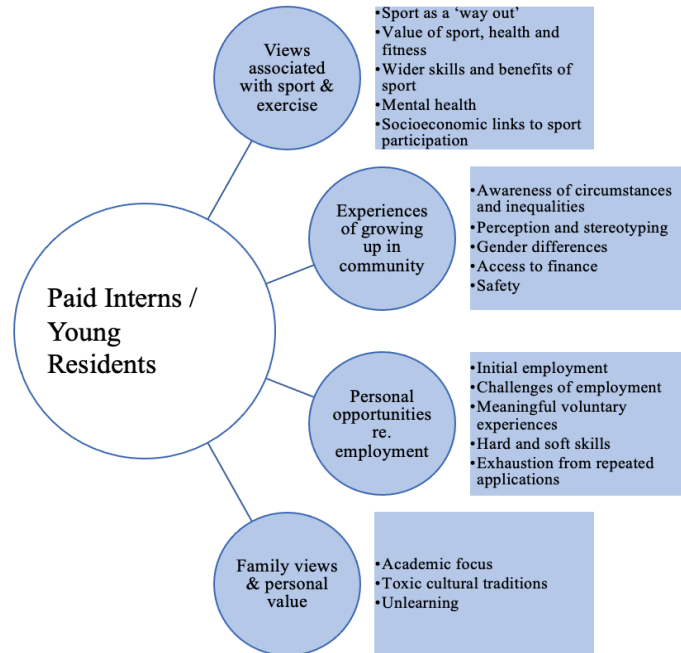 Paid Interns /
Young
Residents
Views
associated
with sport &
exercise
•Sport as a ‘way out’
•Value of sport, health and
fitness
•Wider skills and benefits of
sport
•Mental health
•Socioeconomic links to sport
participation
Experiences
of growing
up in
community
•Awareness of circumstances
and inequalities
•Perception and stereotyping
•Gender differences
•Access to finance
•Safety
Personal
opportunities
re.
employment
•Initial employment
•Challenges of employment
•Meaningful voluntary
experiences
•Hard and soft skills
•Exhaustion from repeated
applications
Family views
& personal
value
•Academic focus
•Toxic cultural traditions
•Unlearning